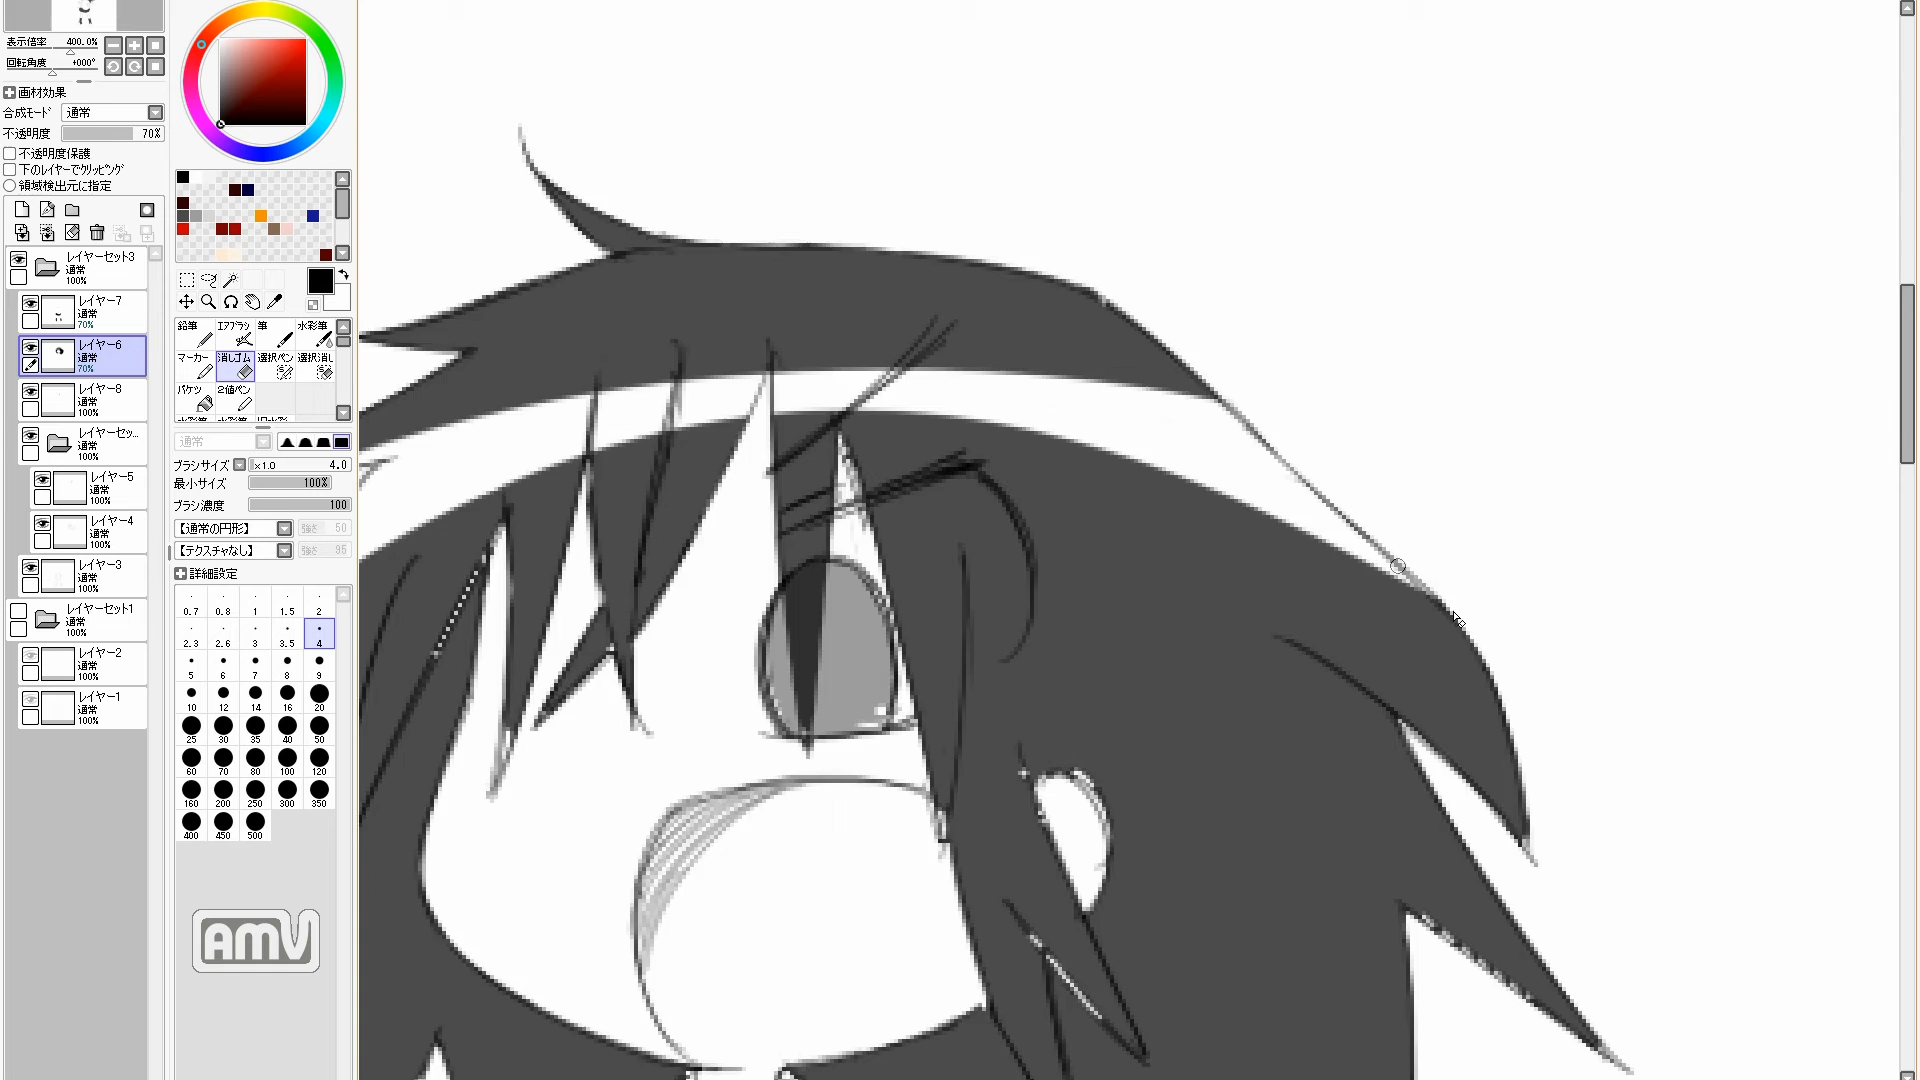 表示倍率 400.0%
回転角度 +000°
画材効果
合成モード 通常
不透明度 70%
不透明度保護
下のレイヤーでクリッピング
領域検出元に指定
レイヤーセット3
通常
100%
レイヤー7
通常
70%
レイヤー6
通常
70%
レイヤー8
通常
100%
レイヤーセッ...
通常
100%
レイヤー5
通常
100%
レイヤー4
通常
100%
レイヤー3
通常
100%
レイヤーセット1
通常
100%
レイヤー2
通常
100%
レイヤー1
通常
100%
鉛筆 エアブラシ 筆 水彩筆
マーカー 消しゴム 選択ペン 選択消し
バケツ 2値ペン
通常
ブラシサイズ ×1.0 4.0
最小サイズ 100%
ブラシ濃度 100
【通常の円形】 強さ 50
【テクスチャなし】 強さ 95
詳細設定
0.7 0.8 1 1.5 2
2.3 2.6 3 3.5 4
5 6 7 8 9
10 12 14 16 20
25 30 35 40 50
60 70 80 100 120
160 200 250 300 350
400 450 500
AMV